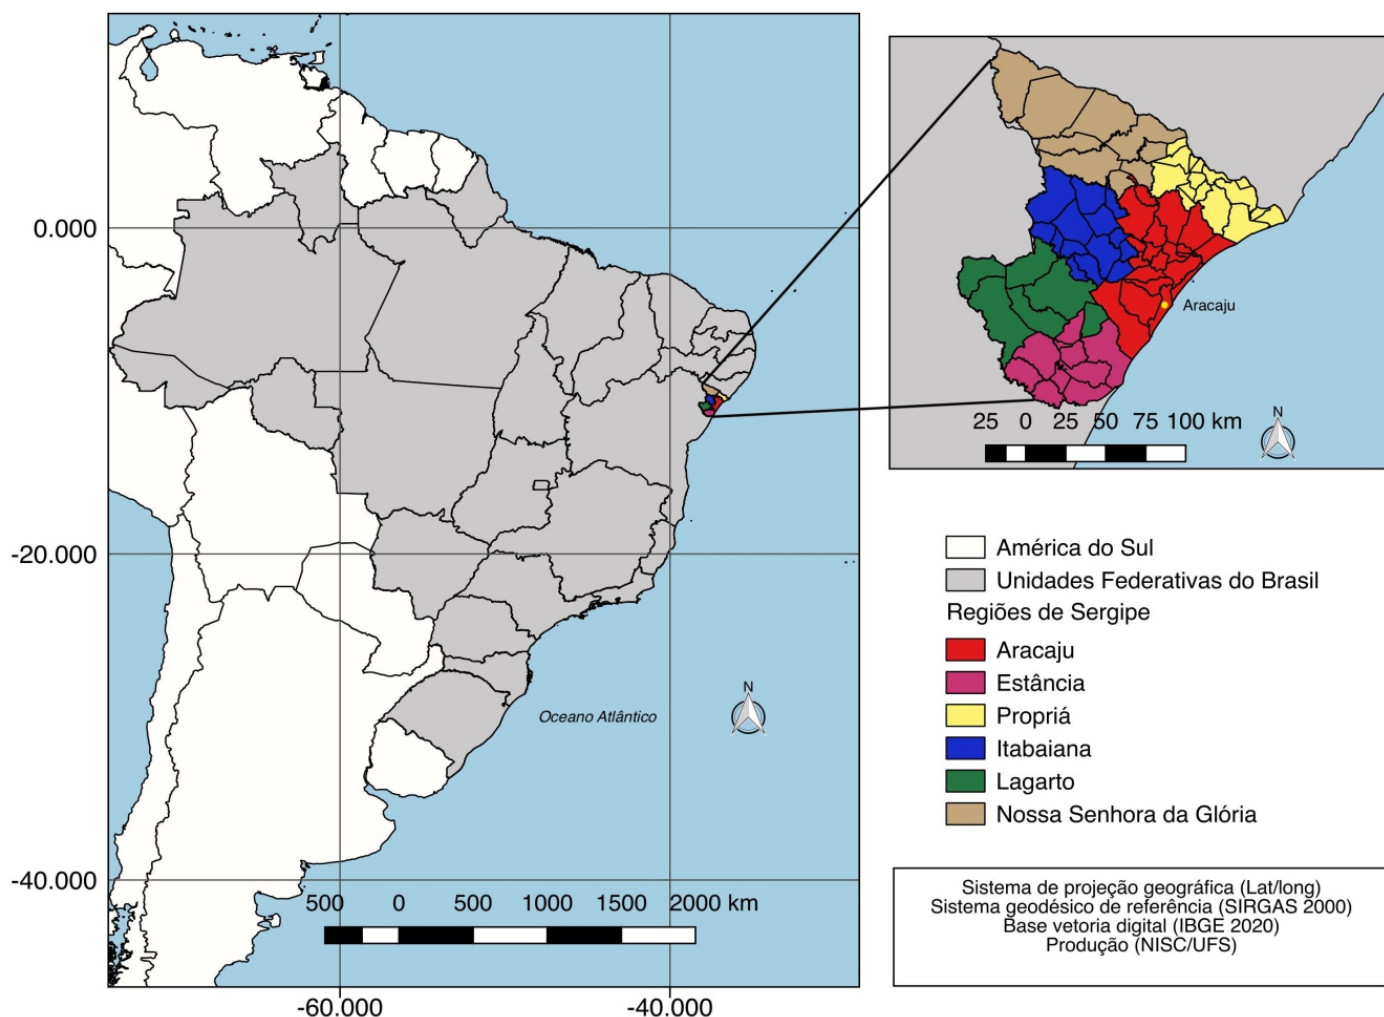 0.000
-20.000
-40.000
-60.000
-40.000
N
Oceano Atlântico
500 0 500 1000 1500 2000 km
Aracaju
25 0 25 50 75 100 km
N
América do Sul
Unidades Federativas do Brasil
Regiões de Sergipe
Aracaju
Estância
Propriá
Itabaiana
Lagarto
Nossa Senhora da Glória
Sistema de projeção geográfica (Lat/long)
Sistema geodésico de referência (SIRGAS 2000)
Base vetoria digital (IBGE 2020)
Produção (NISC/UFS)